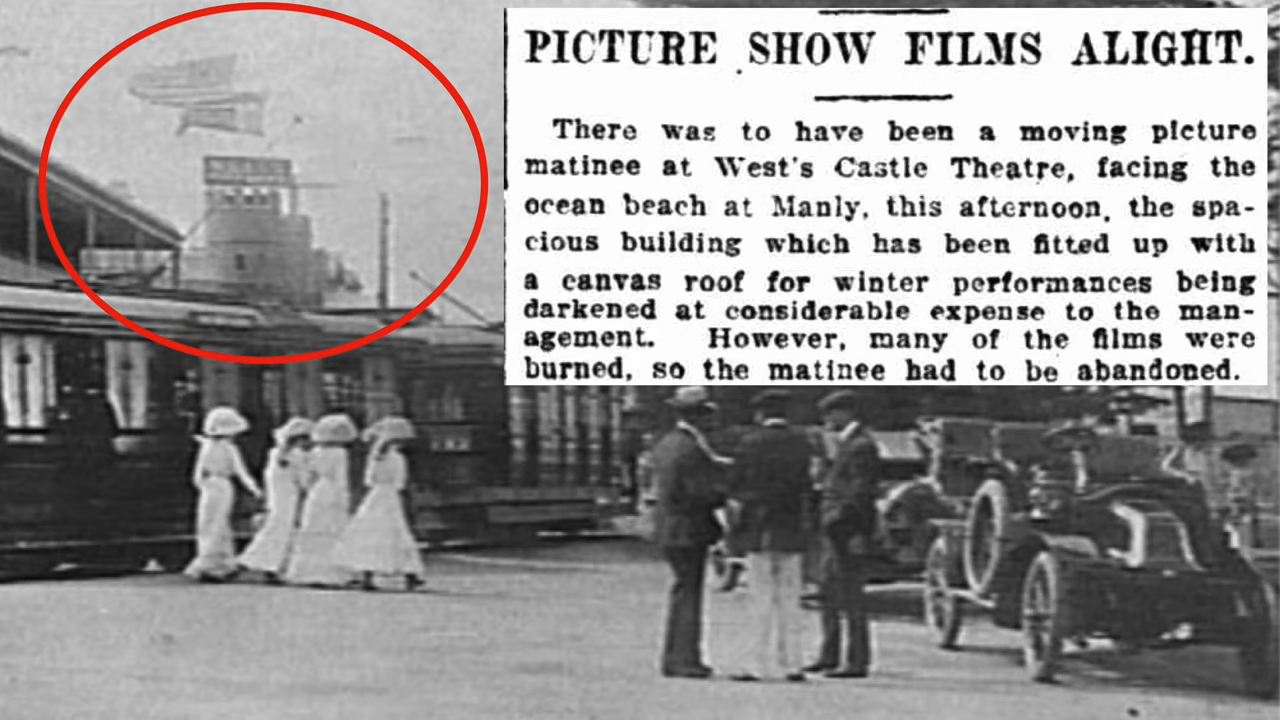 PICTURE SHOW FILMS ALIGHT.
There was to have been a moving picture
matinee at West's Castle Theatre, facing the
ocean beach at Manly, this afternoon, the spa-
cious building which has been fitted up with
a canvas roof for winter performances being
darkened at considerable expense to the man-
agement. However, many of the films were
burned, so the matinee had to be abandoned.